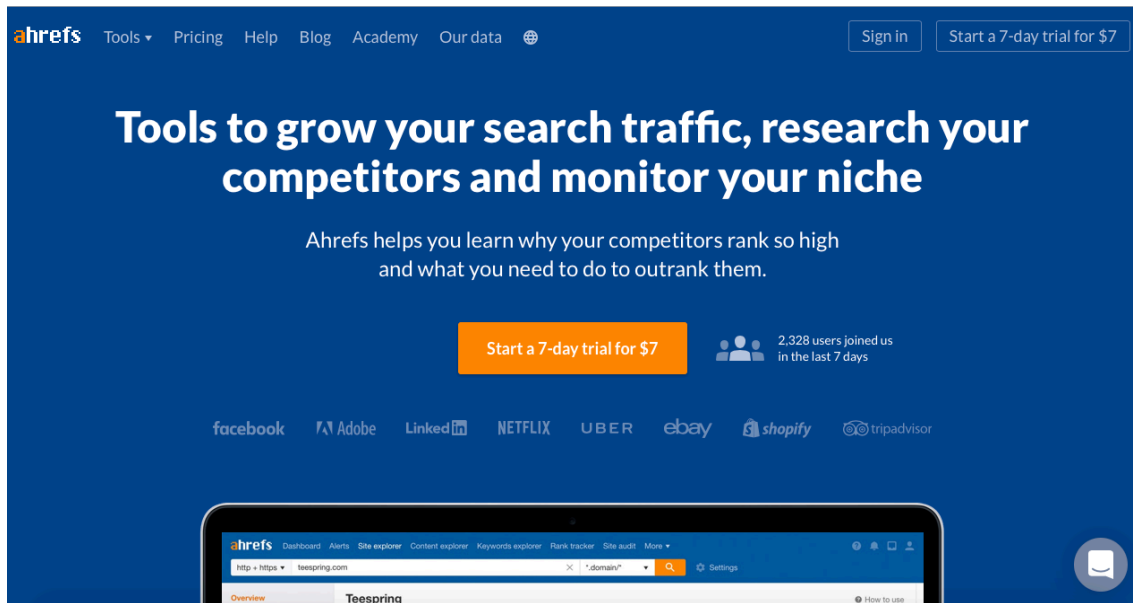 ahrefs Tools Pricing Help Blog Academy Our data Sign in Start a 7-day trial for $7
Tools to grow your search traffic, research your
competitors and monitor your niche
Ahrefs helps you learn why your competitors rank so high
and what you need to do to outrank them.
Start a 7-day trial for $7
2,328 users joined us
in the last 7 days
facebook Adobe Linked in NETFLIX UBER ebay shopify tripadvisor
ahrefs Dashboard Alerts Site explorer Content explorer Keywords explorer Rank tracker Site audit More
http + https teespring.com *.domain/* Settings
Overview Teespring How to use